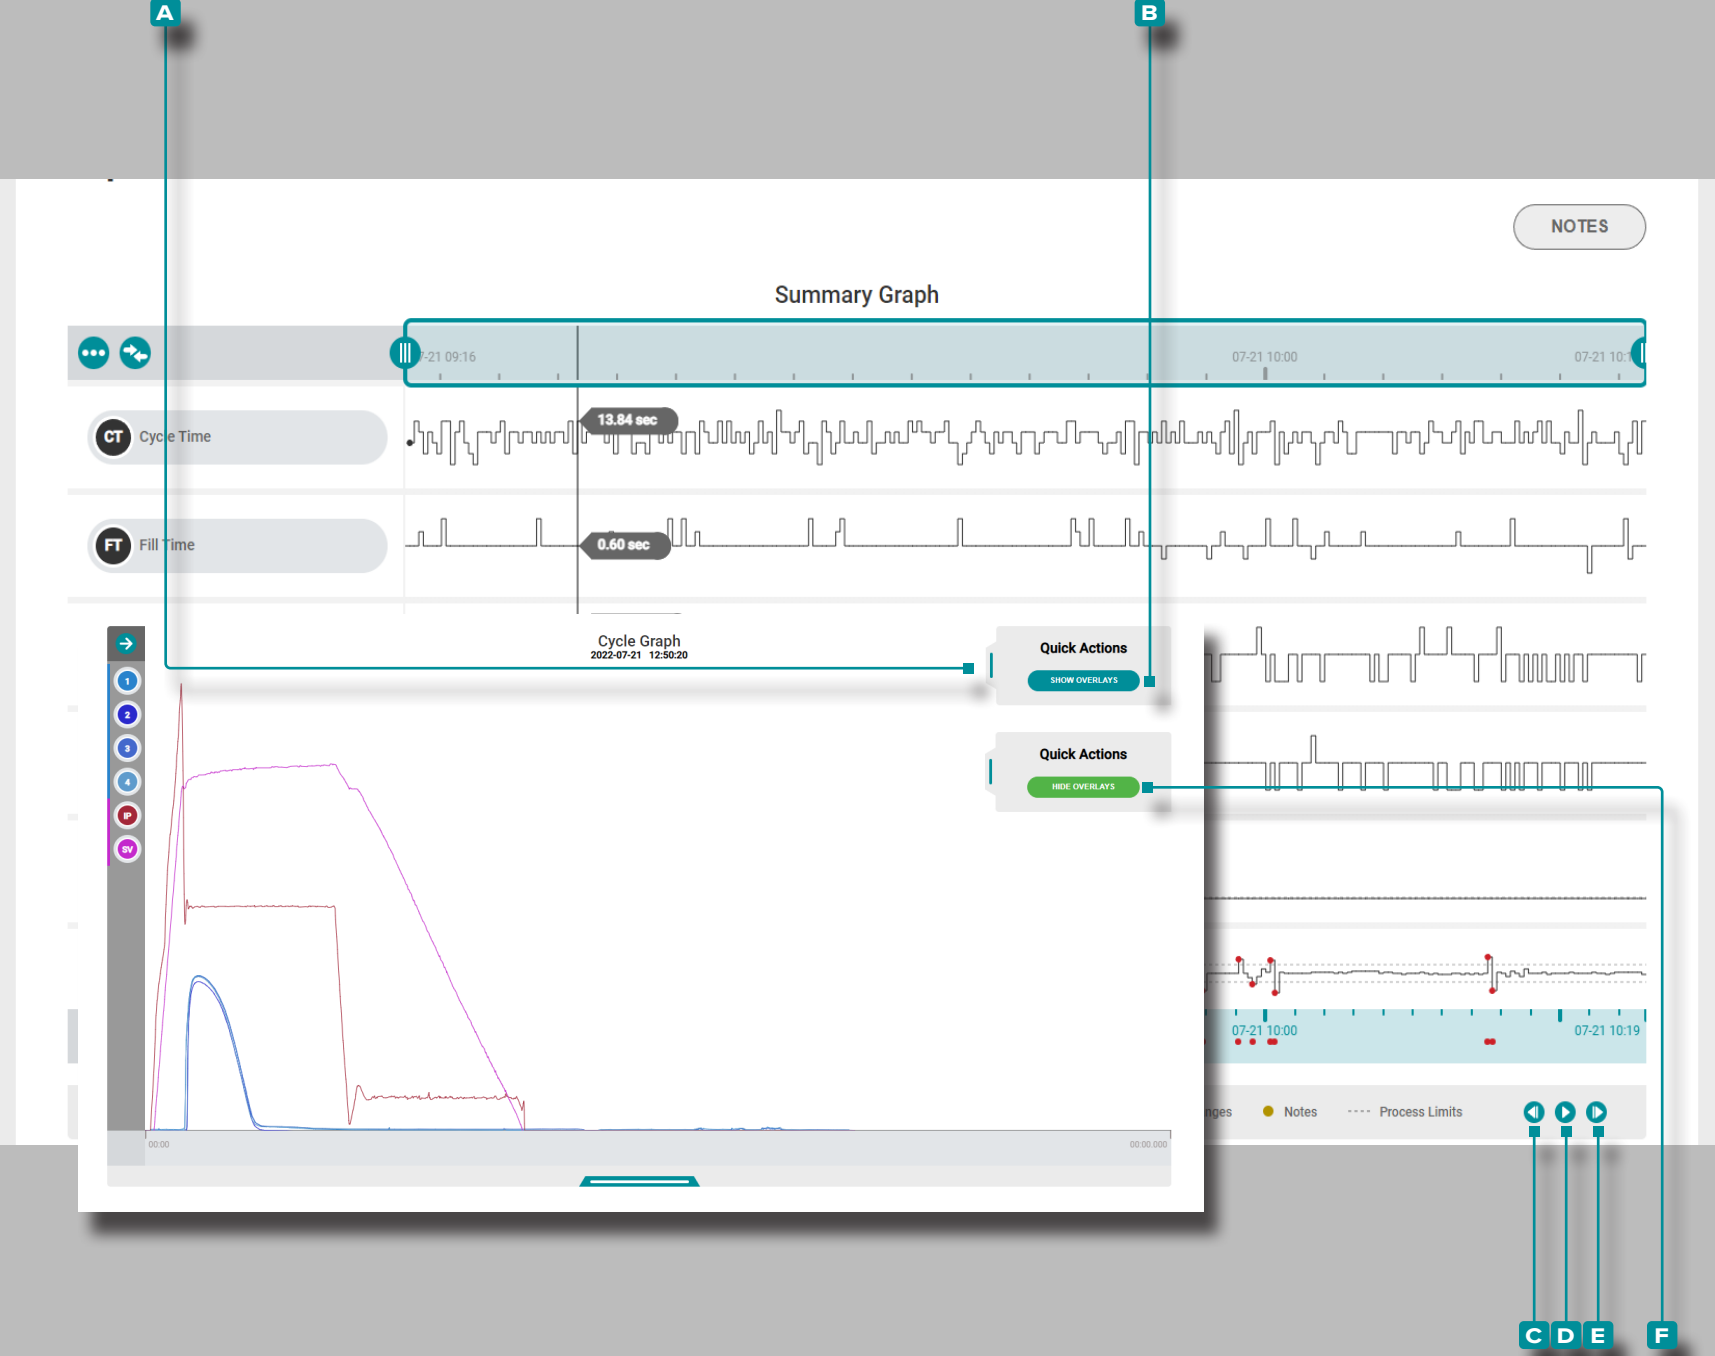 A
B
NOTES
Summary Graph
7-21 09:16
07-21 10:00
07-21 10:1
CT Cycle Time
13.84 sec
FT Fill Time
0.60 sec
Cycle Graph
2022-07-21 12:50:20
Quick Actions
SHOW OVERLAYS
1
2
3
4
IP
SV
Quick Actions
HIDE OVERLAYS
07-21 10:00
07-21 10:19
nges
Notes
Process Limits
00:00
00:00.000
C
D
E
F